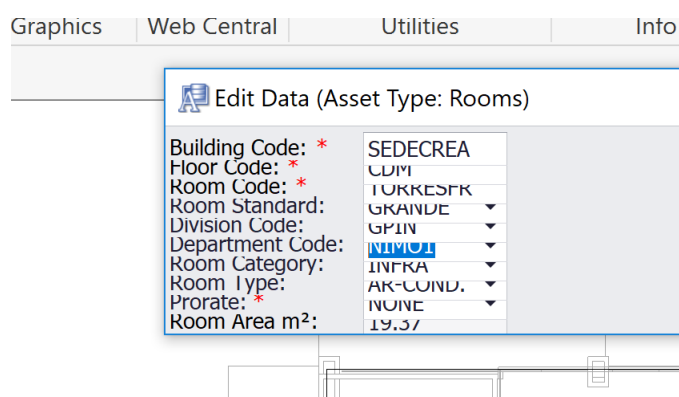 Graphics Web Central Utilities Info
Edit Data (Asset Type: Rooms)
Building Code: * SEDECREA
Floor Code: * CDM
Room Code: * TORRESFR
Room Standard: GRANDE
Division Code: GPIN
Department Code: NIMO1
Room Category: INFRA
Room Type: AR-COND.
Prorate: * NONE
Room Area m²: 19.37